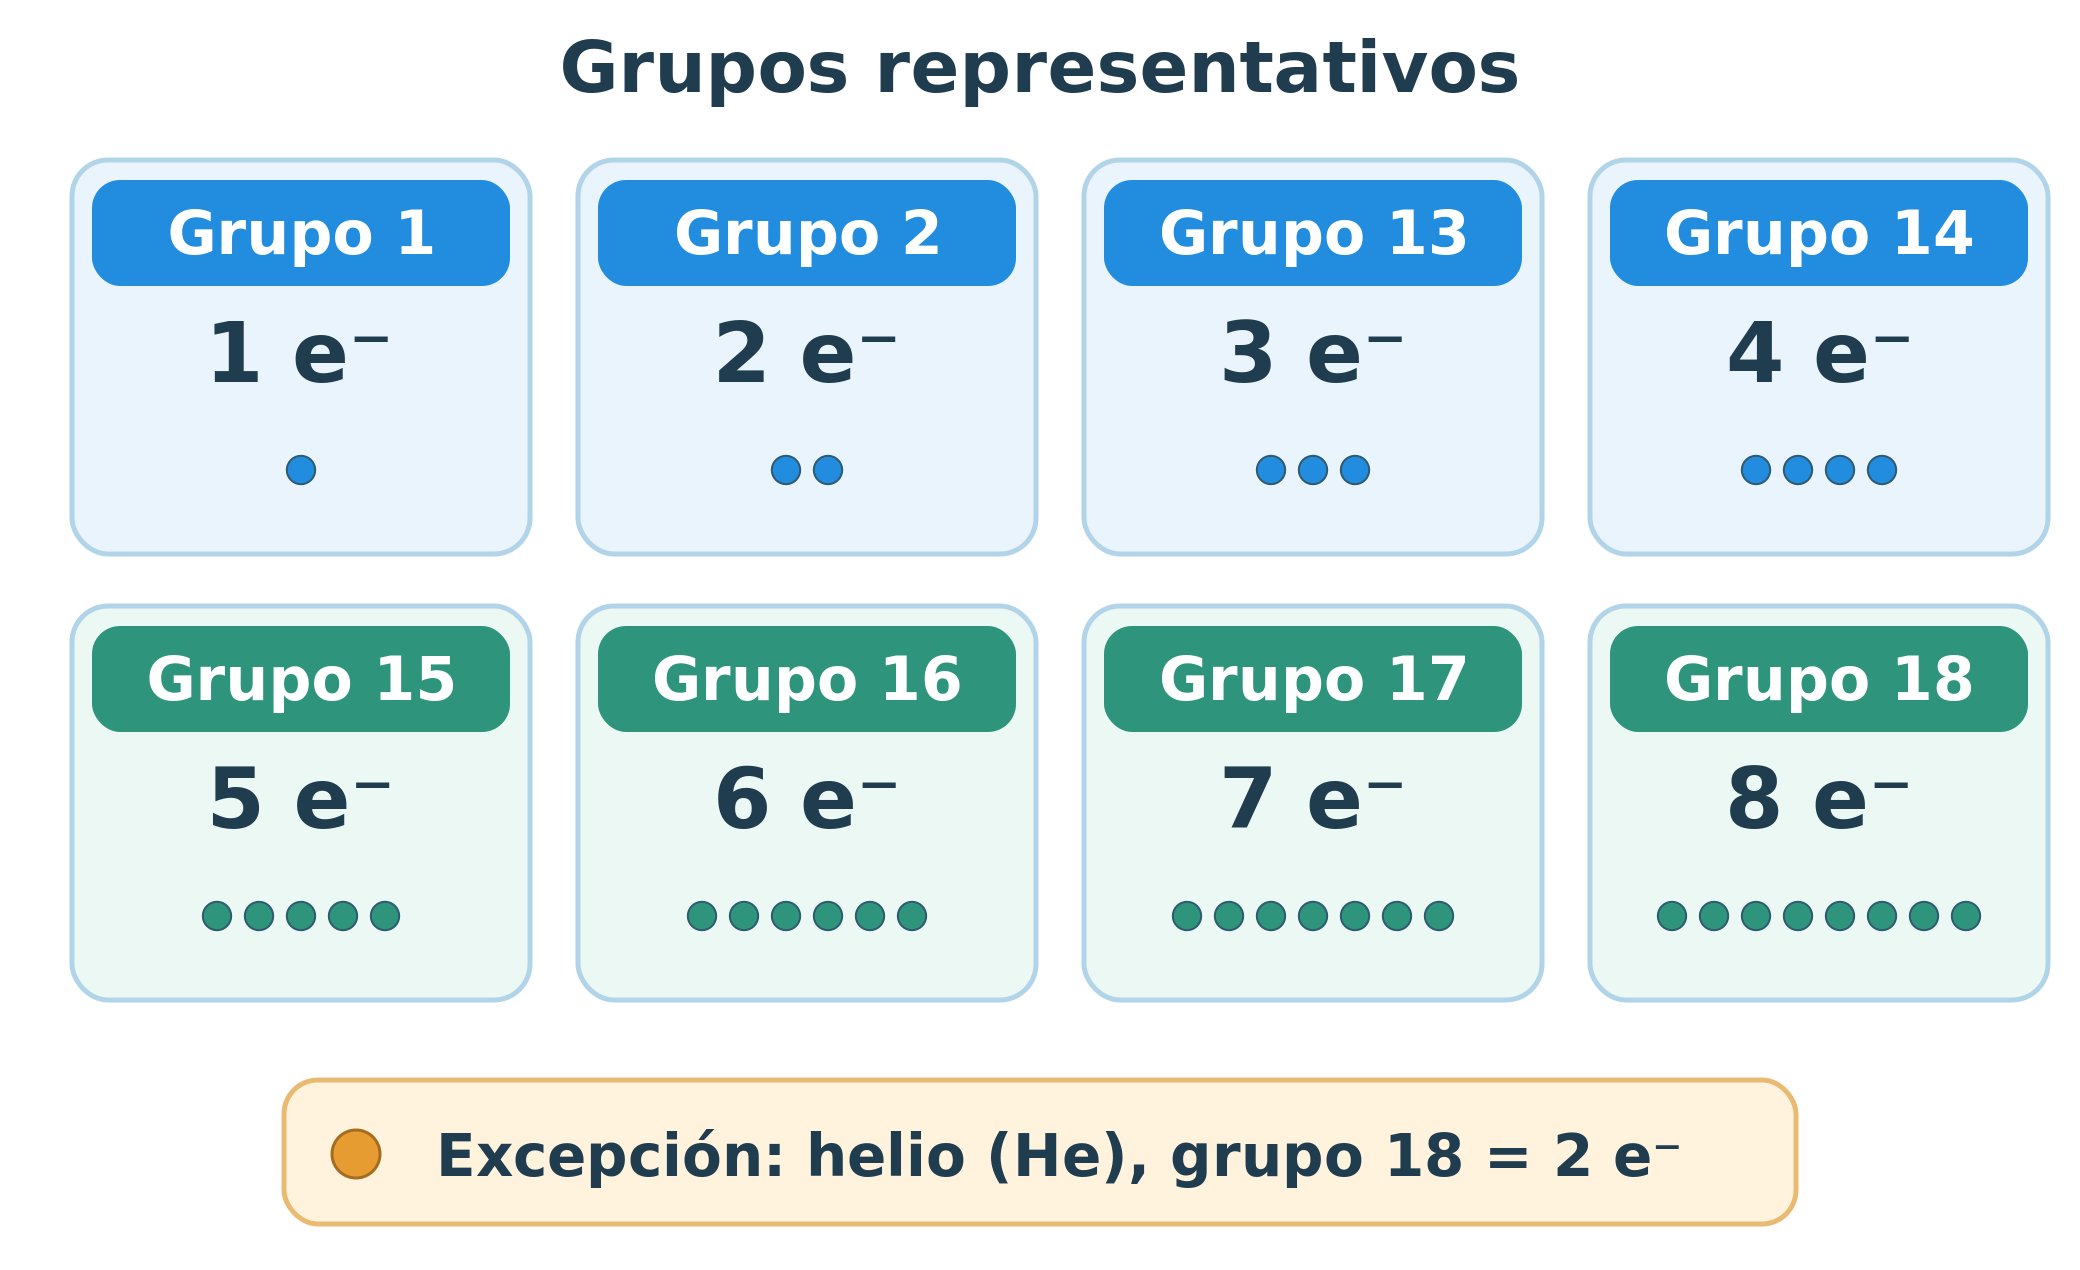 Grupos representativos
Grupo 1
1 e⁻
Grupo 2
2 e⁻
Grupo 13
3 e⁻
Grupo 14
4 e⁻
Grupo 15
5 e⁻
Grupo 16
6 e⁻
Grupo 17
7 e⁻
Grupo 18
8 e⁻
Excepción: helio (He), grupo 18 = 2 e⁻